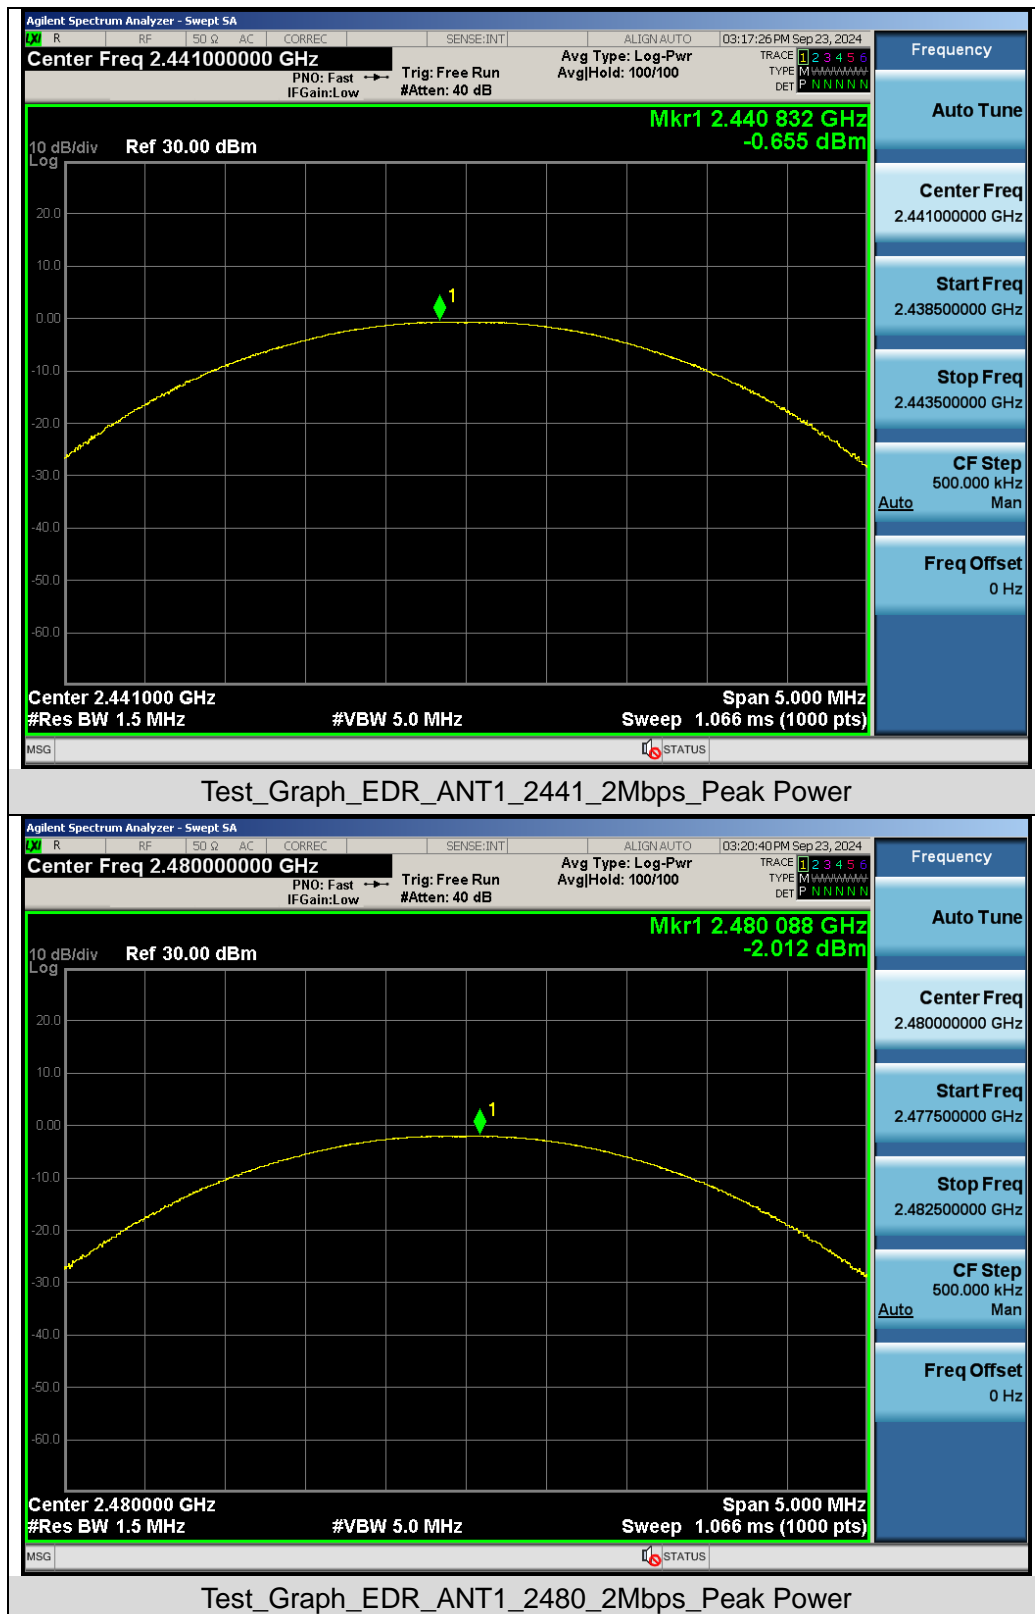 Agilent Spectrum Analyzer - Swept SA
LXI R RF 50 Ω AC CORREC SENSE:INT ALIGN AUTO 03:17:26 PM Sep 23, 2024
Center Freq 2.441000000 GHz
PNO: Fast
IFGain:Low
Trig: Free Run
#Atten: 40 dB
Avg Type: Log-Pwr
Avg|Hold: 100/100
TRACE 1 2 3 4 5 6
TYPE M WWWWW
DET P N N N N N
Mkr1 2.440 832 GHz
-0.655 dBm
10 dB/div Ref 30.00 dBm
Log
20.0
10.0
0.00
-10.0
-20.0
-30.0
-40.0
-50.0
-60.0
1
Center 2.441000 GHz Span 5.000 MHz
#Res BW 1.5 MHz #VBW 5.0 MHz Sweep 1.066 ms (1000 pts)
MSG STATUS
Frequency
Auto Tune
Center Freq
2.441000000 GHz
Start Freq
2.438500000 GHz
Stop Freq
2.443500000 GHz
CF Step
500.000 kHz
Auto Man
Freq Offset
0 Hz
Test_Graph_EDR_ANT1_2441_2Mbps_Peak Power
Agilent Spectrum Analyzer - Swept SA
LXI R RF 50 Ω AC CORREC SENSE:INT ALIGN AUTO 03:20:40 PM Sep 23, 2024
Center Freq 2.480000000 GHz
PNO: Fast
IFGain:Low
Trig: Free Run
#Atten: 40 dB
Avg Type: Log-Pwr
Avg|Hold: 100/100
TRACE 1 2 3 4 5 6
TYPE M WWWWW
DET P N N N N N
Mkr1 2.480 088 GHz
-2.012 dBm
10 dB/div Ref 30.00 dBm
Log
20.0
10.0
0.00
-10.0
-20.0
-30.0
-40.0
-50.0
-60.0
1
Center 2.480000 GHz Span 5.000 MHz
#Res BW 1.5 MHz #VBW 5.0 MHz Sweep 1.066 ms (1000 pts)
MSG STATUS
Frequency
Auto Tune
Center Freq
2.480000000 GHz
Start Freq
2.477500000 GHz
Stop Freq
2.482500000 GHz
CF Step
500.000 kHz
Auto Man
Freq Offset
0 Hz
Test_Graph_EDR_ANT1_2480_2Mbps_Peak Power